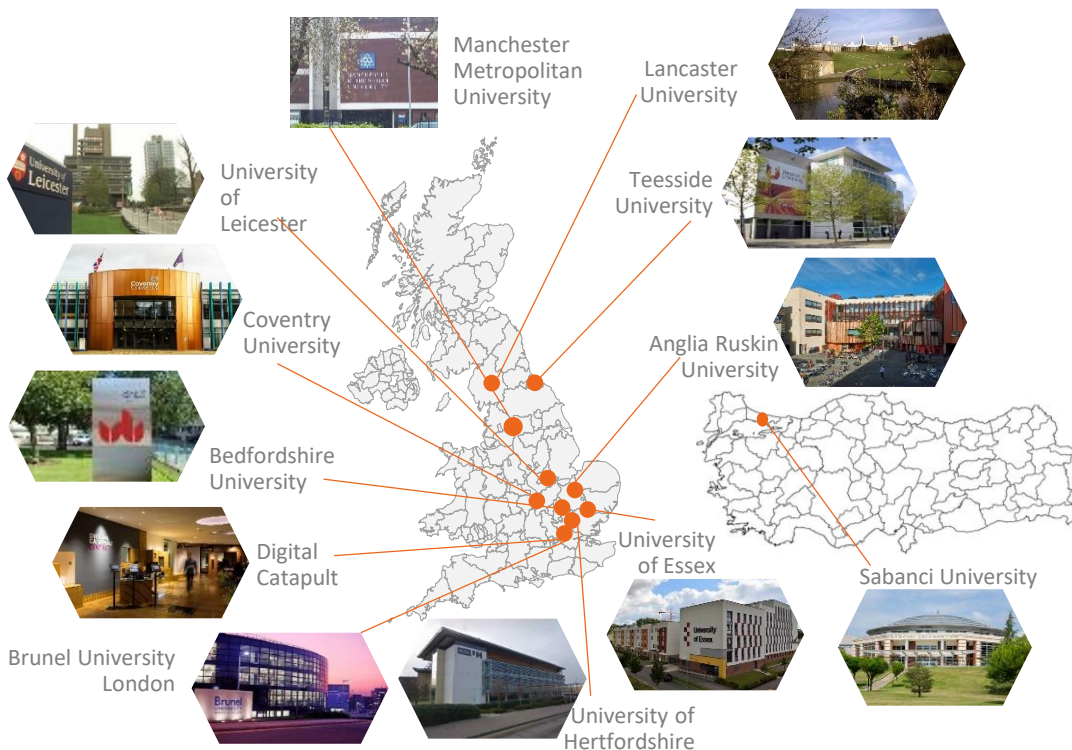 Manchester
Metropolitan
University
Lancaster
University
University
of
Leicester
Teesside
University
University of
Leicester
Coventry
Coventry
University
Anglia Ruskin
University
Bedfordshire
University
Digital
Catapult
University
of Essex
University
of Essex
Sabanci University
Brunel University
London
Brunel
University of
Hertfordshire